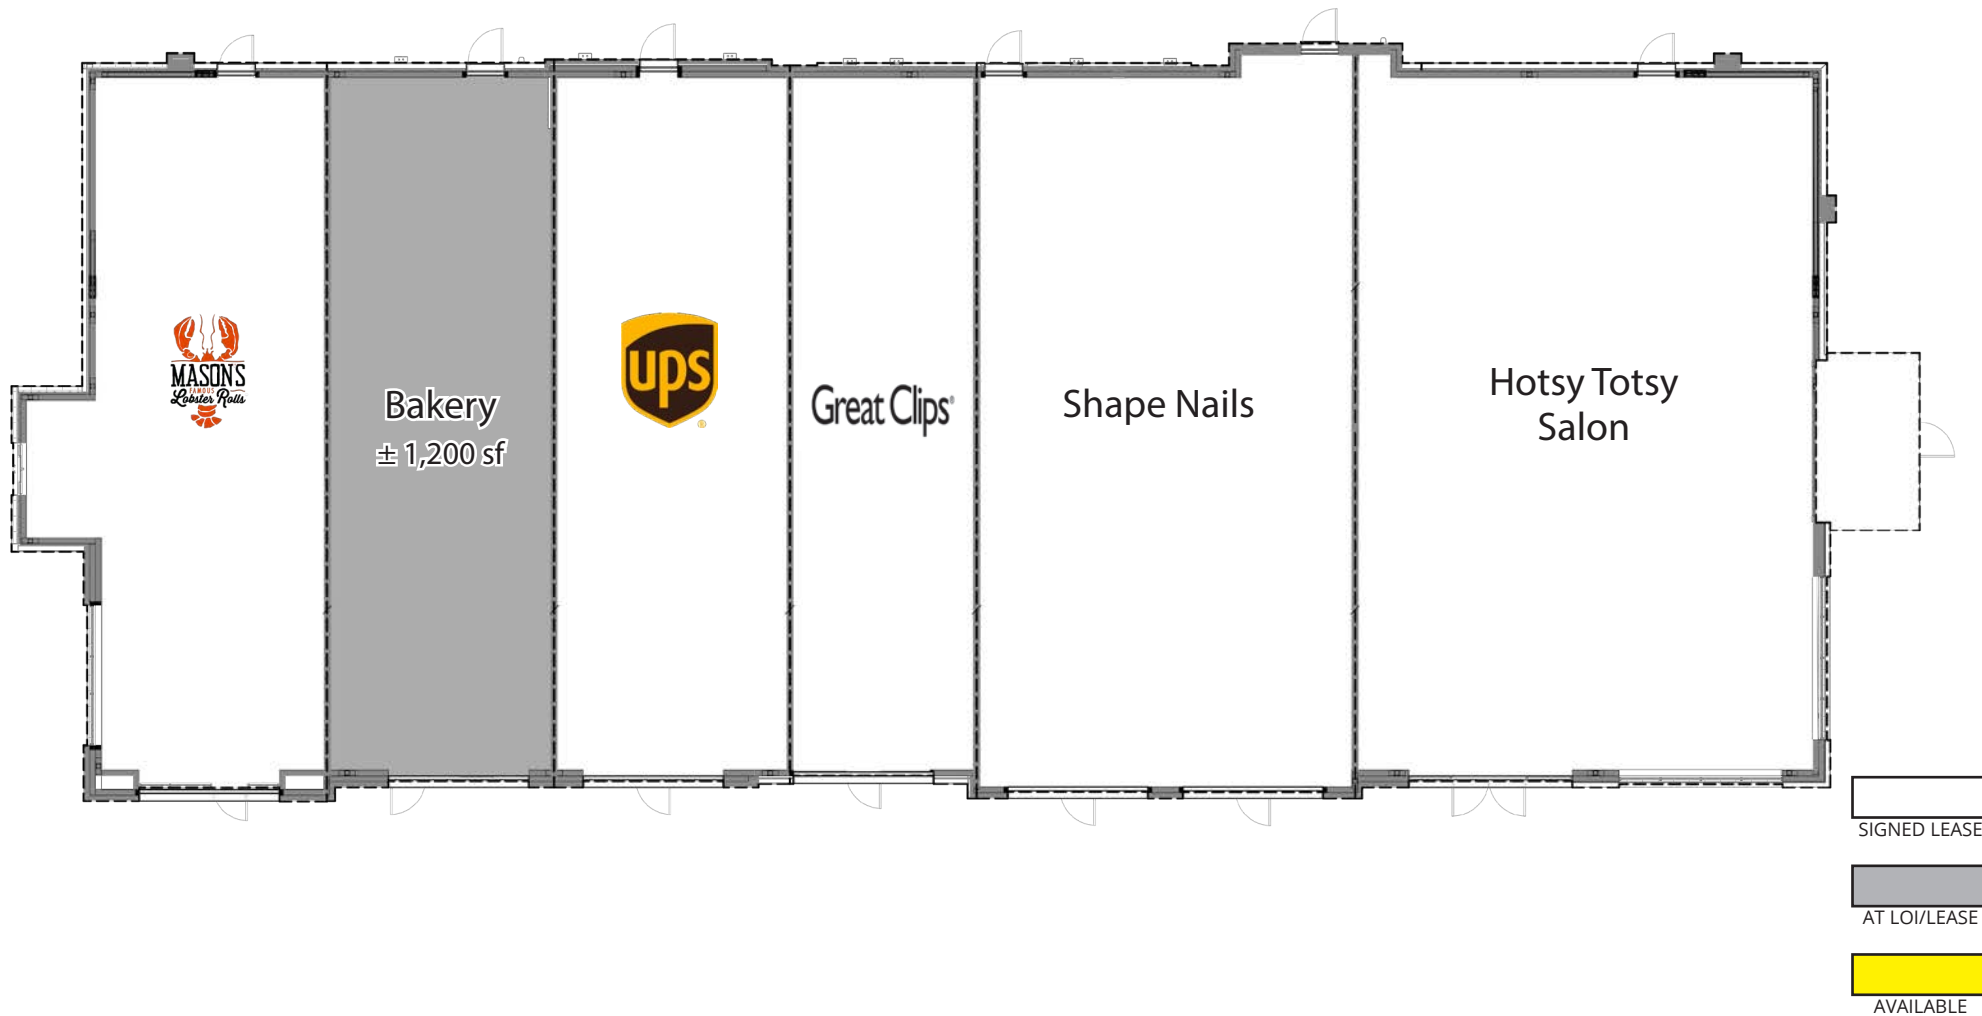 MASON'S
FAMOUS
Lobster Rolls
Bakery
± 1,200 sf
ups
®
Great Clips®
Shape Nails
Hotsy Totsy
Salon
SIGNED LEASE
AT LOI/LEASE
AVAILABLE